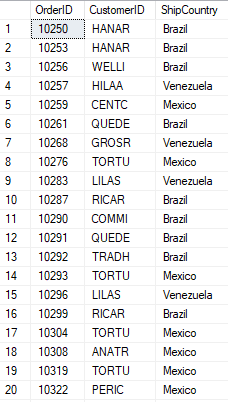 OrderID CustomerID ShipCountry
1 10250 HANAR Brazil
2 10253 HANAR Brazil
3 10256 WELLI Brazil
4 10257 HILAA Venezuela
5 10259 CENTC Mexico
6 10261 QUEDE Brazil
7 10268 GROSR Venezuela
8 10276 TORTU Mexico
9 10283 LILAS Venezuela
10 10287 RICAR Brazil
11 10290 COMMI Brazil
12 10291 QUEDE Brazil
13 10292 TRADH Brazil
14 10293 TORTU Mexico
15 10296 LILAS Venezuela
16 10299 RICAR Brazil
17 10304 TORTU Mexico
18 10308 ANATR Mexico
19 10319 TORTU Mexico
20 10322 PERIC Mexico